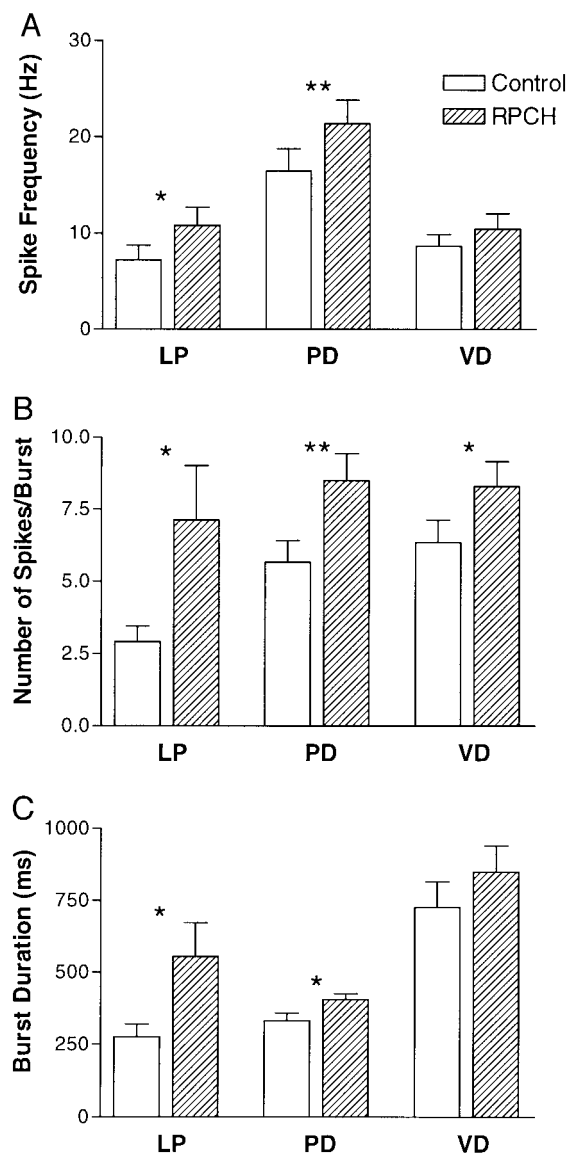 A
Spike Frequency (Hz)
30
20
10
0
*
**
Control
RPCH
LP PD VD
B
Number of Spikes/Burst
10.0
7.5
5.0
2.5
0.0
*
**
*
LP PD VD
C
Burst Duration (ms)
1000
750
500
250
0
*
*
LP PD VD